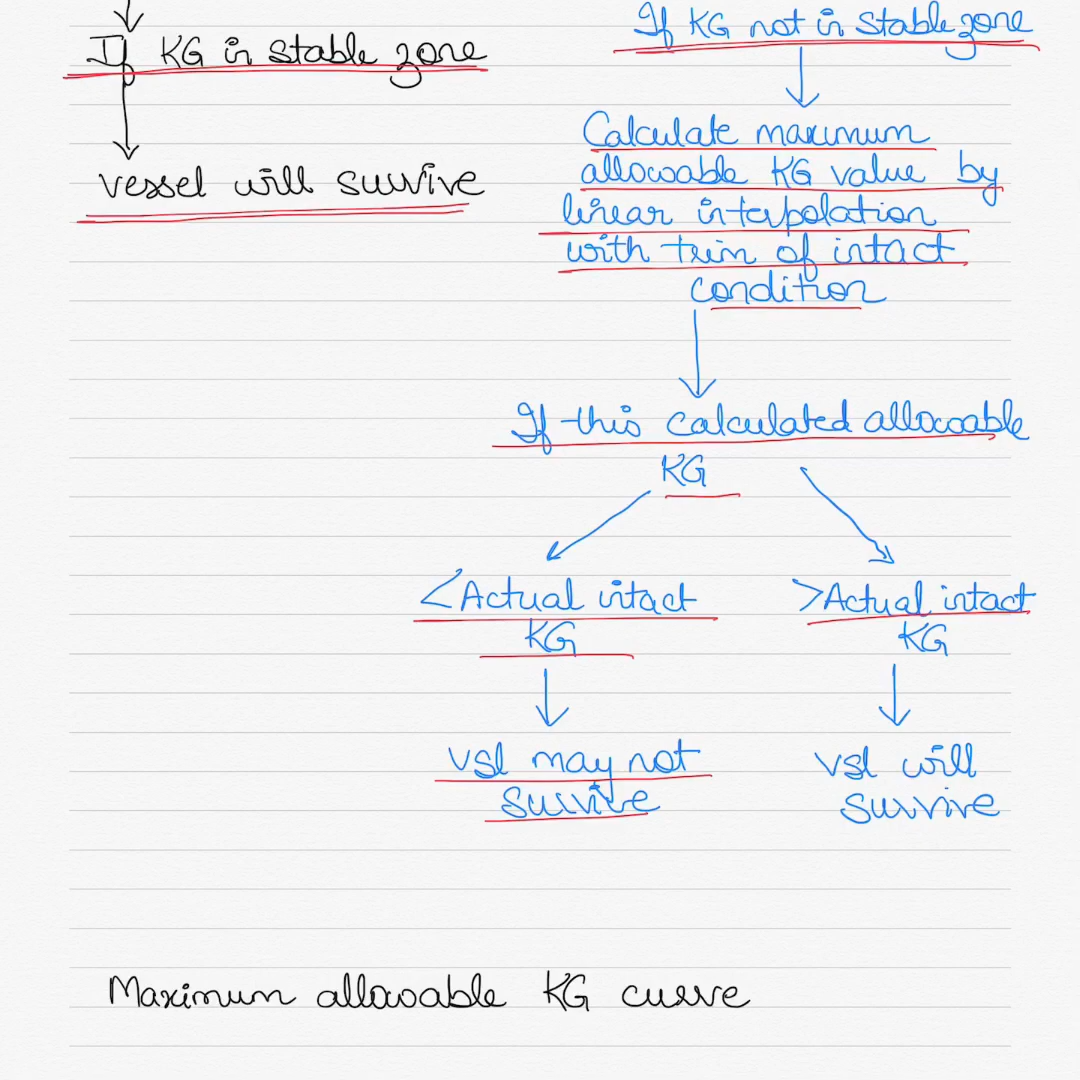 If KG in stable zone
vessel will survive
If KG not in stable zone
Calculate maximum
allowable KG value by
linear interpolation
with trim of intact
condition
If this calculated allowable
KG
<Actual intact
KG
vsl may not
survive
>Actual intact
KG
vsl will
survive
Maximum allowable KG curve